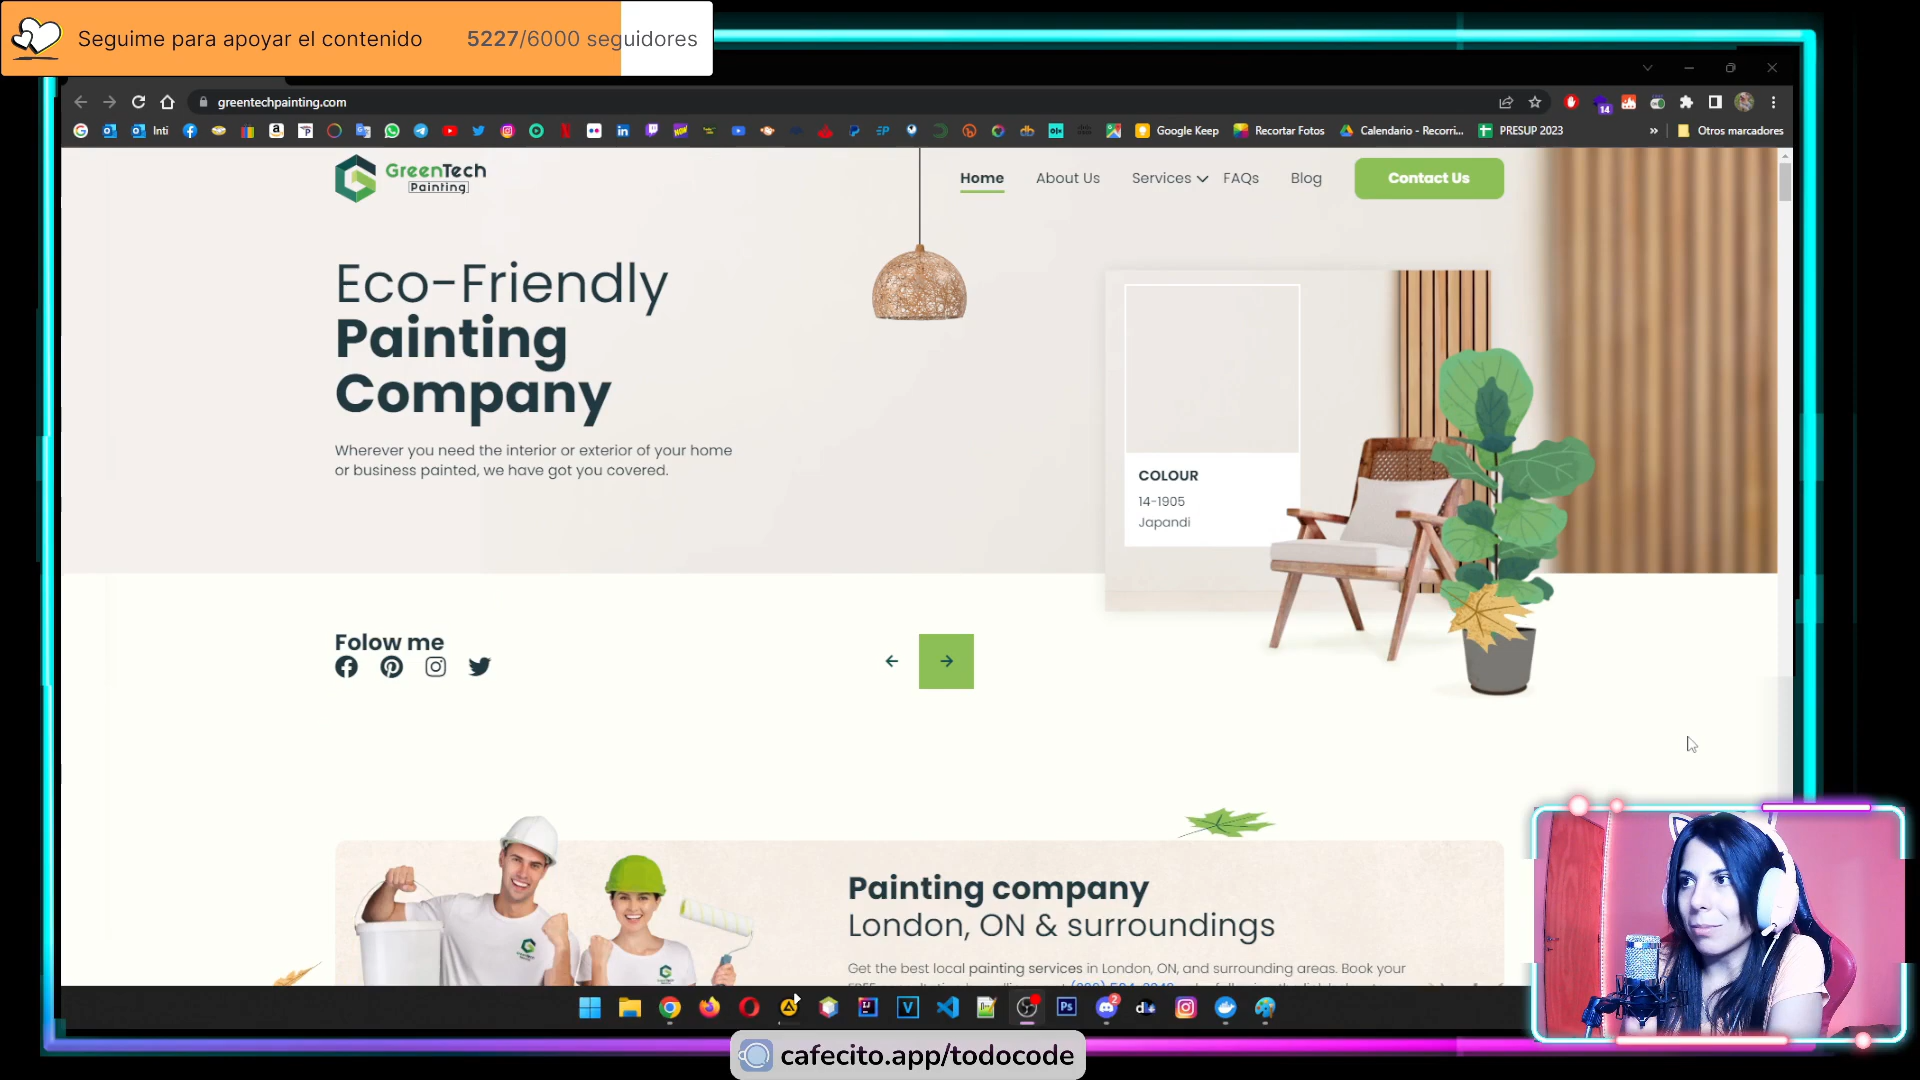 Seguime para apoyar el contenido 5227/6000 seguidores
greentechpainting.com
14
Inti
Google Keep
Recortar Fotos
Calendario - Recorri...
PRESUP 2023
»
Otros marcadores
GreenTech
Painting
Home
About Us
Services
FAQs
Blog
Contact Us
Eco-Friendly
Painting
Company
Wherever you need the interior or exterior of your home
or business painted, we have got you covered.
COLOUR
14-1905
Japandi
Folow me
Painting company
London, ON & surroundings
Get the best local painting services in London, ON, and surrounding areas. Book your
2
cafecito.app/todocode